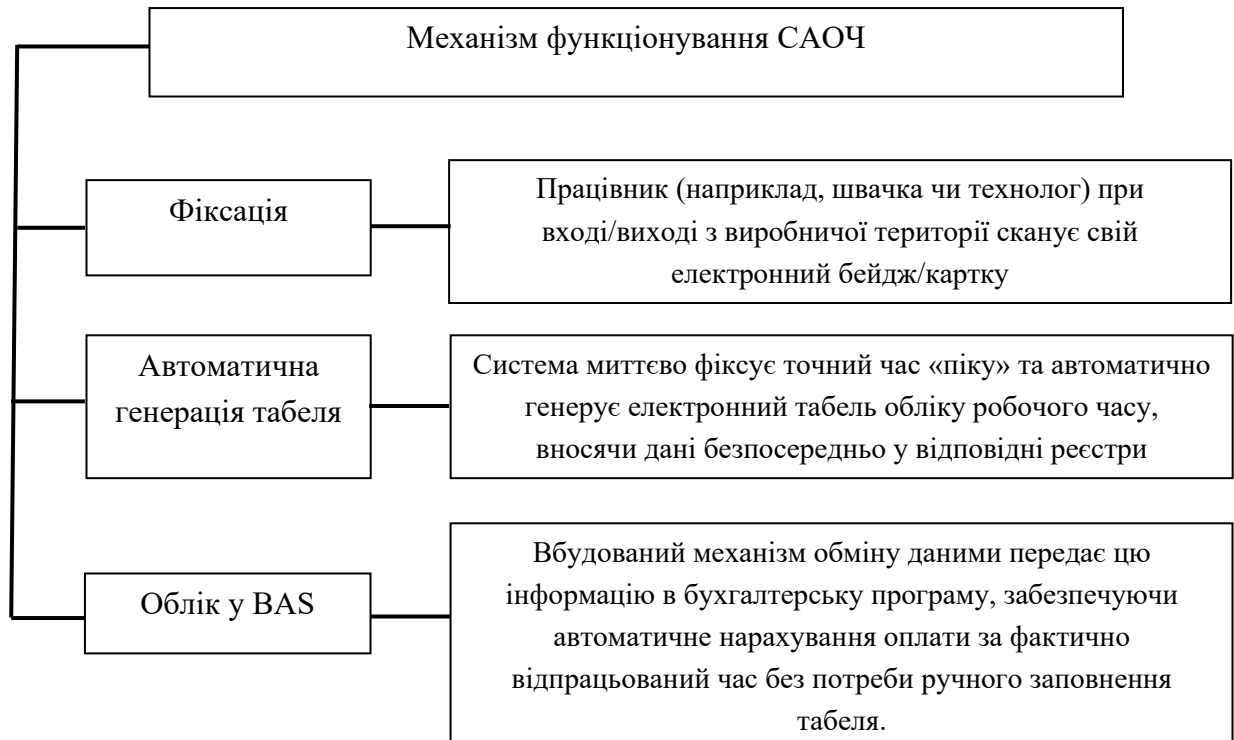 Механізм функціонування САОЧ
Фіксація
Працівник (наприклад, швачка чи технолог) при
вході/виході з виробничої території сканує свій
електронний бейдж/картку
Автоматична
генерація табеля
Система миттєво фіксує точний час «піку» та автоматично
генерує електронний табель обліку робочого часу,
вносячи дані безпосередньо у відповідні реєстри
Облік у BAS
Вбудований механізм обміну даними передає цю
інформацію в бухгалтерську програму, забезпечуючи
автоматичне нарахування оплати за фактично
відпрацьований час без потреби ручного заповнення
табеля.